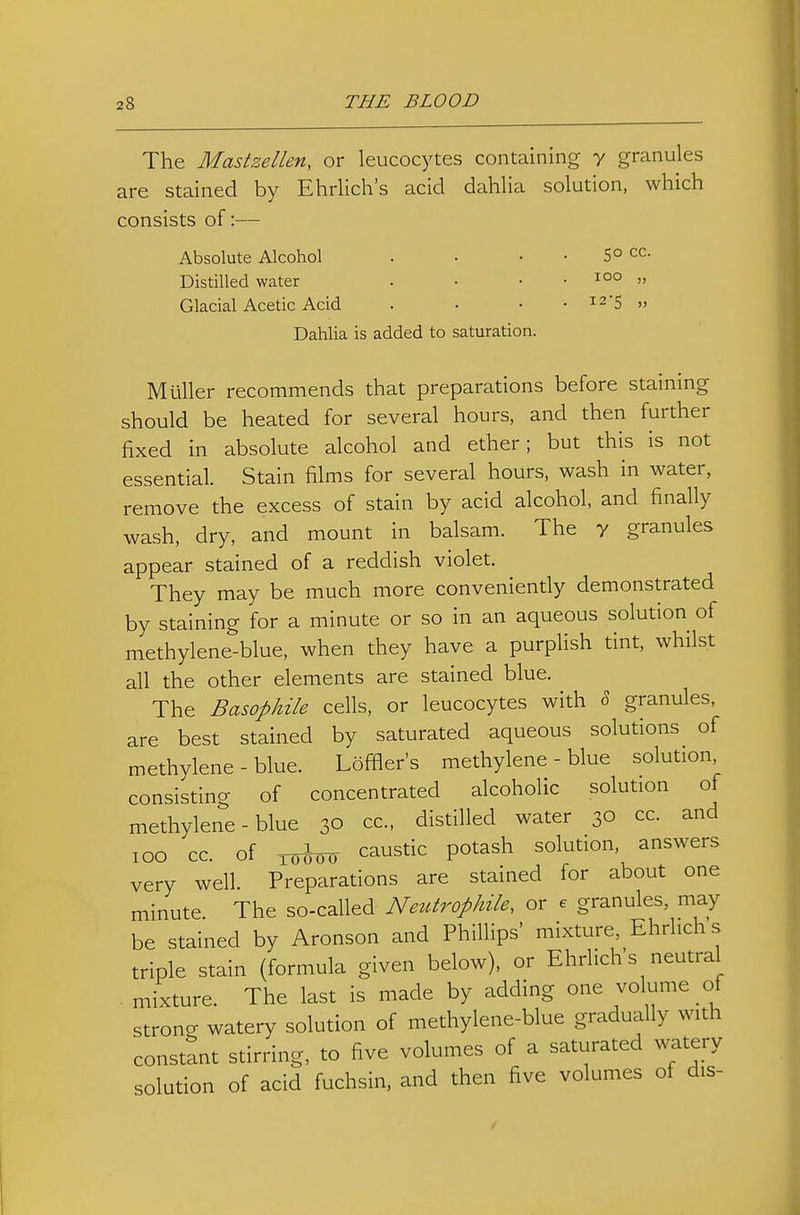 28 THE BLOOD
The Mastzellen, or leucocytes containing γ granules
are stained by Ehrlich's acid dahlia solution, which
consists of :—
Absolute Alcohol . . . . 50 cc.
Distilled water . . . . 100 „
Glacial Acetic Acid . . . . 12·5 „
Dahlia is added to saturation.
Müller recommends that preparations before staining
should be heated for several hours, and then further
fixed in absolute alcohol and ether; but this is not
essential. Stain films for several hours, wash in water,
remove the excess of stain by acid alcohol, and finally
wash, dry, and mount in balsam. The γ granules
appear stained of a reddish violet.
They may be much more conveniently demonstrated
by staining for a minute or so in an aqueous solution of
methylene-blue, when they have a purplish tint, whilst
all the other elements are stained blue.
The Basophile cells, or leucocytes with δ granules,
are best stained by saturated aqueous solutions of
methylene-blue. Löffler's methylene-blue solution,
consisting of concentrated alcoholic solution of
methylene-blue 30 cc., distilled water 30 cc. and
100 cc. of 1/10000 caustic potash solution, answers
very well. Preparations are stained for about one
minute. The so-called Neutrophile, or ε granules, may
be stained by Aronson and Phillips' mixture, Ehrlich's
triple stain (formula given below), or Ehrlich's neutral
mixture. The last is made by adding one volume of
strong watery solution of methylene-blue gradually with
constant stirring, to five volumes of a saturated watery
solution of acid fuchsin, and then five volumes of dis-